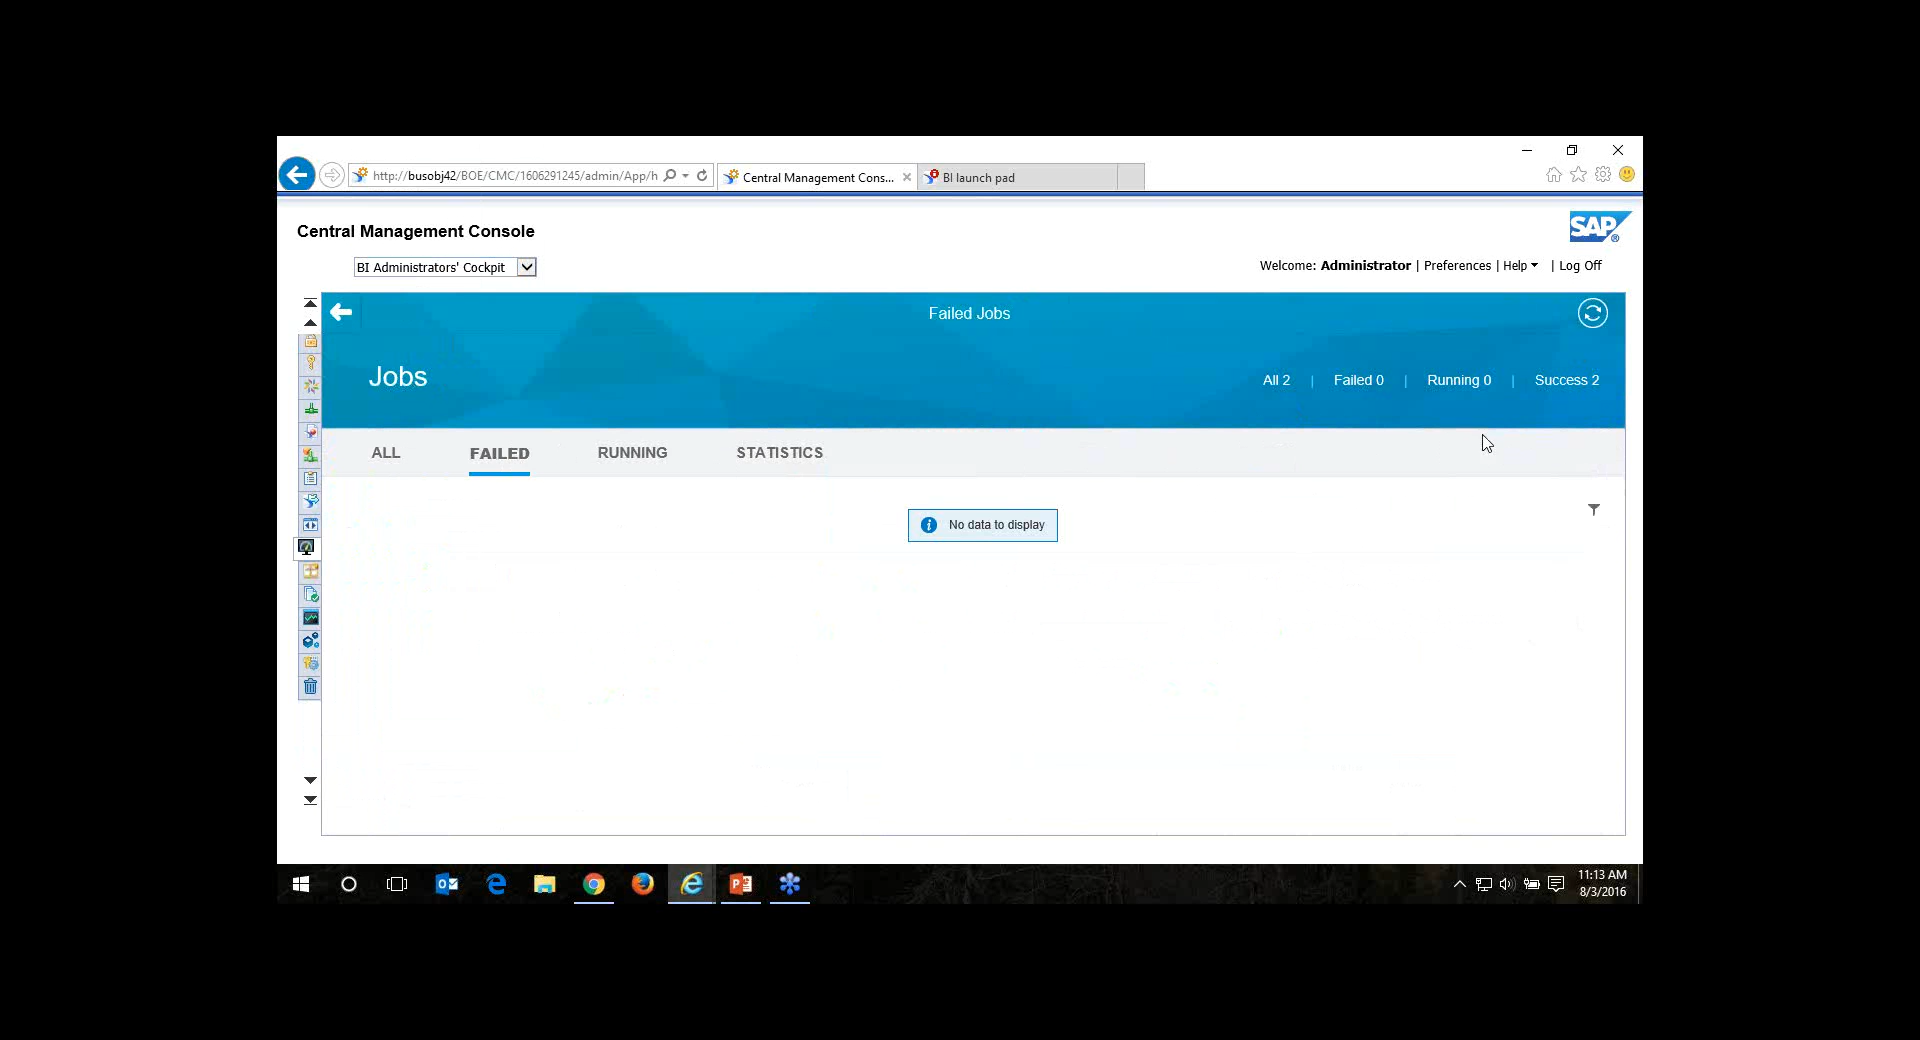 http://busobj42/BOE/CMC/1606291245/admin/App/h
Central Management Cons...
BI launch pad
Central Management Console
SAP®
BI Administrators' Cockpit
Welcome: Administrator | Preferences | Help | Log Off
Failed Jobs
Jobs
All 2 | Failed 0 | Running 0 | Success 2
ALL FAILED RUNNING STATISTICS
No data to display
11:13 AM
8/3/2016